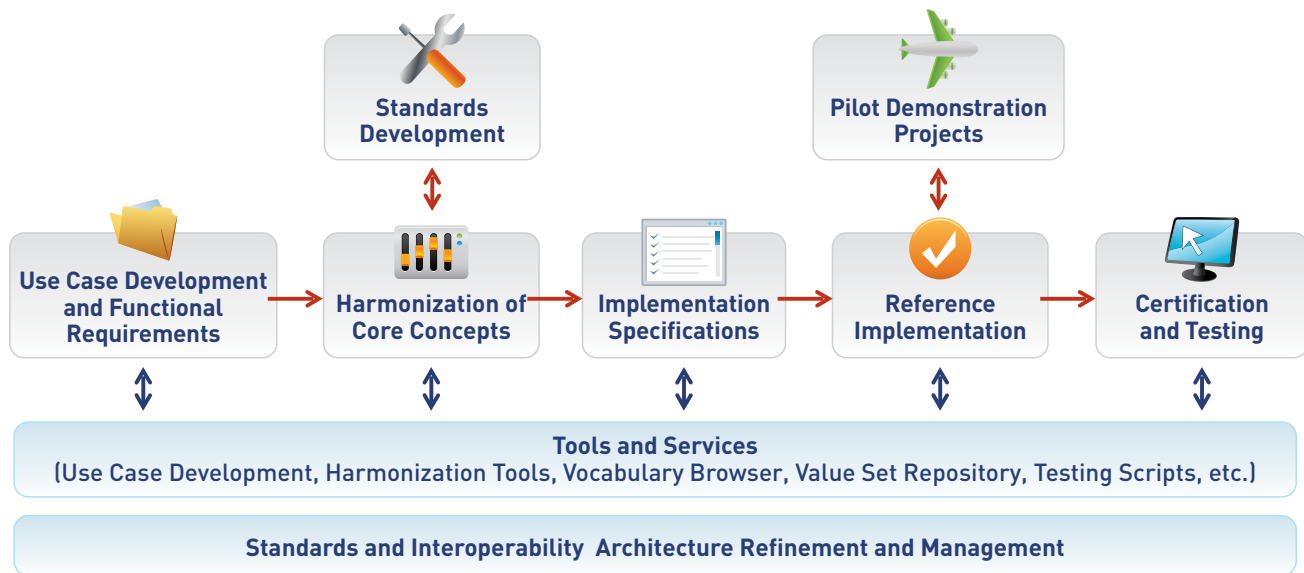 Standards
Development
Pilot Demonstration
Projects
Use Case Development
and Functional
Requirements
Harmonization of
Core Concepts
Implementation
Specifications
Reference
Implementation
Certification
and Testing
Tools and Services
(Use Case Development, Harmonization Tools, Vocabulary Browser, Value Set Repository, Testing Scripts, etc.)
Standards and Interoperability Architecture Refinement and Management